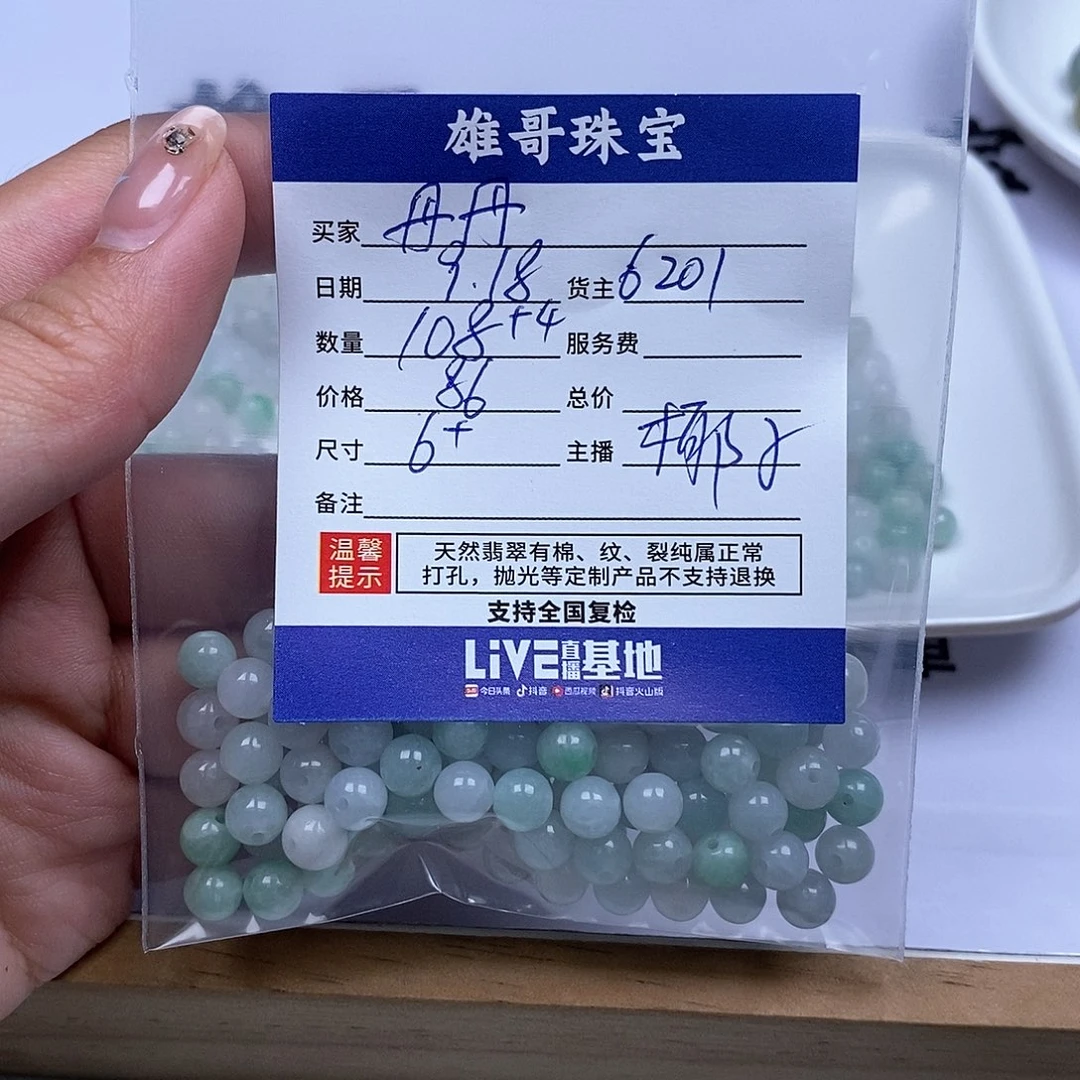 雄哥珠宝
买家 丹丹
日期 9.18 货主 6201
数量 108+4 服务费
价格 86 总价
尺寸 6+ 主播 椰子
备注
温馨提示
天然翡翠有棉、纹、裂纯属正常
打孔，抛光等定制产品不支持退换
支持全国复检
LiVE直播基地
今日头条 抖音 西瓜视频 抖音火山版